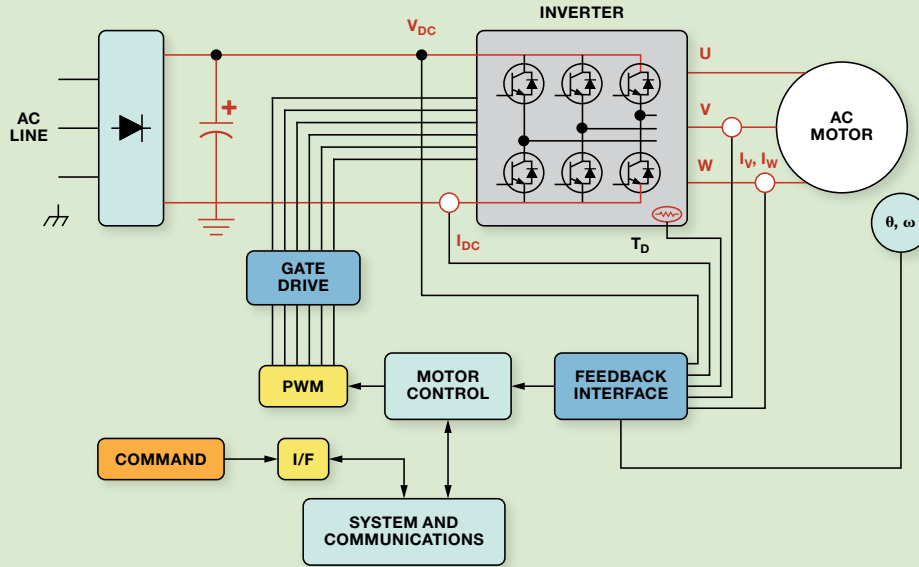 INVERTER
V_DC
U
AC
LINE
+
V
AC
MOTOR
W
I_V, I_W
I_DC
T_D
θ, ω
GATE
DRIVE
PWM
MOTOR
CONTROL
FEEDBACK
INTERFACE
COMMAND
I/F
SYSTEM AND
COMMUNICATIONS